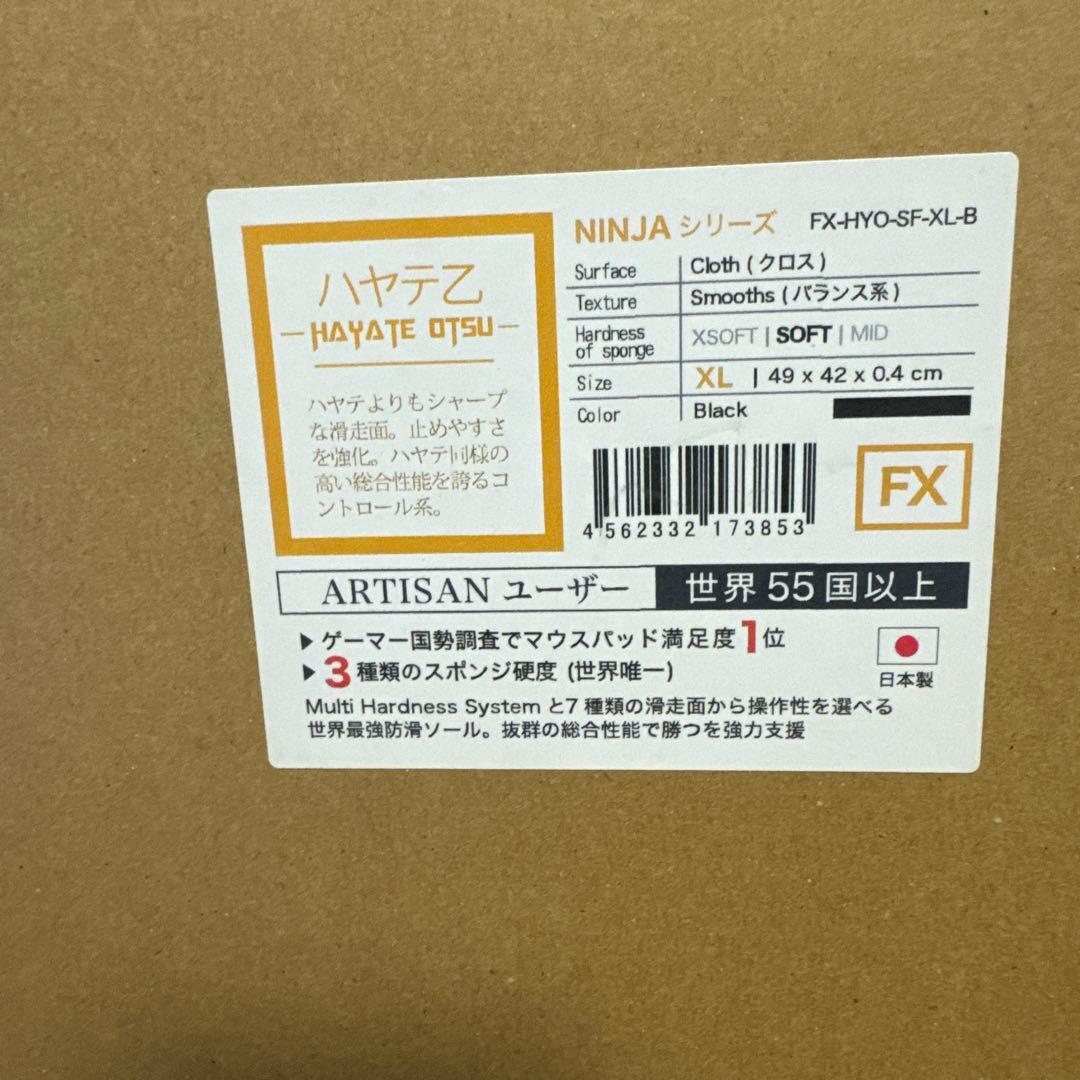 ハヤテ乙
HAYATE OTSU
ハヤテよりもシャープ
な滑走面。止めやすさ
を強化。ハヤテ同様の
高い総合性能を誇るコ
ントロール系。
NINJA シリーズ FX-HYO-SF-XL-B
Surface Cloth (クロス)
Texture Smooths (バランス系)
Hardness of sponge XSOFT | SOFT | MID
Size XL | 49 x 42 x 0.4 cm
Color Black
4 562332 173853
FX
ARTISAN ユーザー 世界 55 国以上
▶ ゲーマー国勢調査でマウスパッド満足度 1位
▶ 3 種類のスポンジ硬度 (世界唯一)
日本製
Multi Hardness System と7 種類の滑走面から操作性を選べる
世界最強防滑ソール。抜群の総合性能で勝つを強力支援